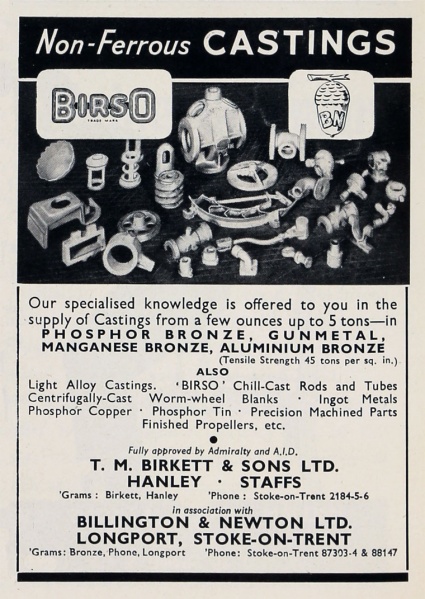 Non-Ferrous CASTINGS
BIRSO
TRADE MARK
BN
Our specialised knowledge is offered to you in the
supply of Castings from a few ounces up to 5 tons—in
PHOSPHOR BRONZE, GUNMETAL,
MANGANESE BRONZE, ALUMINIUM BRONZE
(Tensile Strength 45 tons per sq. in.)
ALSO
Light Alloy Castings. 'BIRSO' Chill-Cast Rods and Tubes
Centrifugally-Cast Worm-wheel Blanks · Ingot Metals
Phosphor Copper · Phosphor Tin · Precision Machined Parts
Finished Propellers, etc.
Fully approved by Admiralty and A.I.D.
T. M. BIRKETT & SONS LTD.
HANLEY · STAFFS
'Grams: Birkett, Hanley 'Phone: Stoke-on-Trent 2184-5-6
in association with
BILLINGTON & NEWTON LTD.
LONGPORT, STOKE-ON-TRENT
'Grams: Bronze, Phone, Longport 'Phone: Stoke-on-Trent 87303-4 & 88147